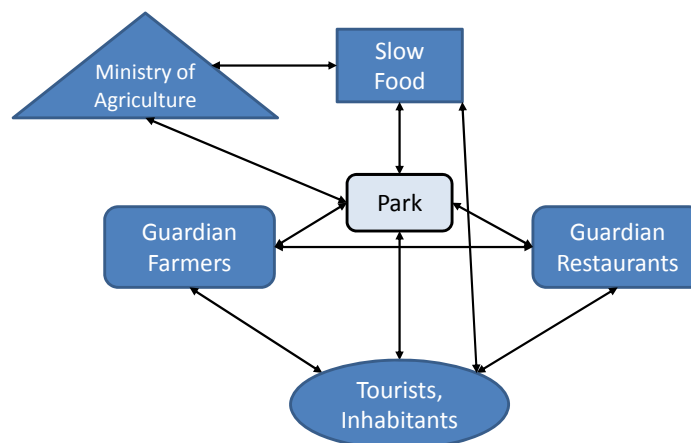 Ministry of
Agriculture
Slow
Food
Park
Guardian
Farmers
Guardian
Restaurants
Tourists,
Inhabitants